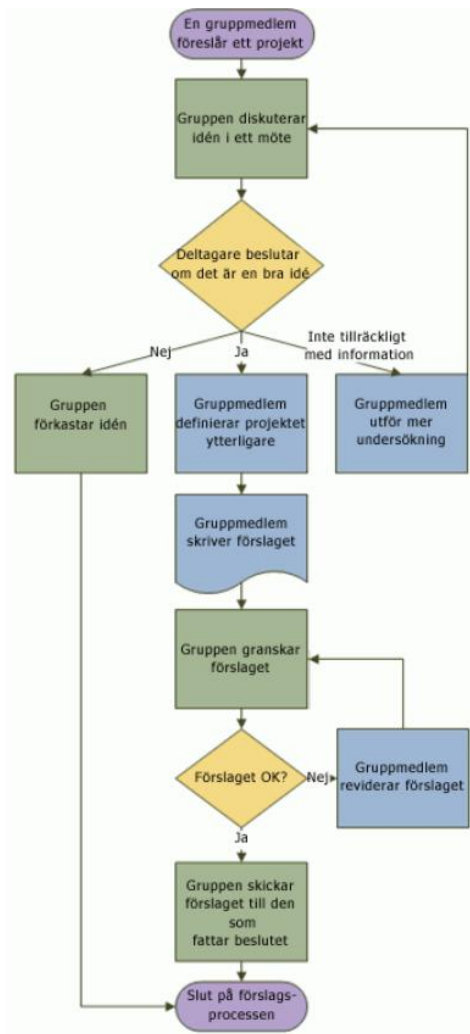 En gruppmedlem
föreslår ett projekt
Gruppen diskuterar
idén i ett möte
Deltagare beslutar
om det är en bra idé
Nej
Ja
Inte tillräckligt
med information
Gruppen
förkastar idén
Gruppmedlem
definierar projektet
ytterligare
Gruppmedlem
utför mer
undersökning
Gruppmedlem
skriver förslaget
Gruppen granskar
förslaget
Förslaget OK?
Nej
Gruppmedlem
reviderar förslaget
Ja
Gruppen skickar
förslaget till den
som
fattar beslutet
Slut på förslags-
processen